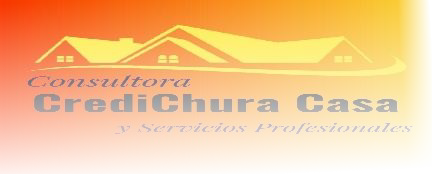 Consultora
CrediChura Casa
y Servicios Profesionales